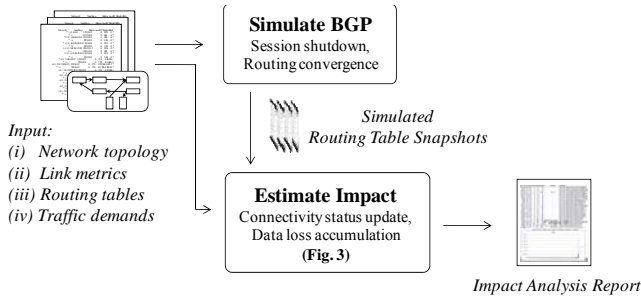 Simulate BGP
Session shutdown,
Routing convergence
Input:
(i) Network topology
(ii) Link metrics
(iii) Routing tables
(iv) Traffic demands
Simulated
Routing Table Snapshots
Estimate Impact
Connectivity status update,
Data loss accumulation
(Fig. 3)
Impact Analysis Report